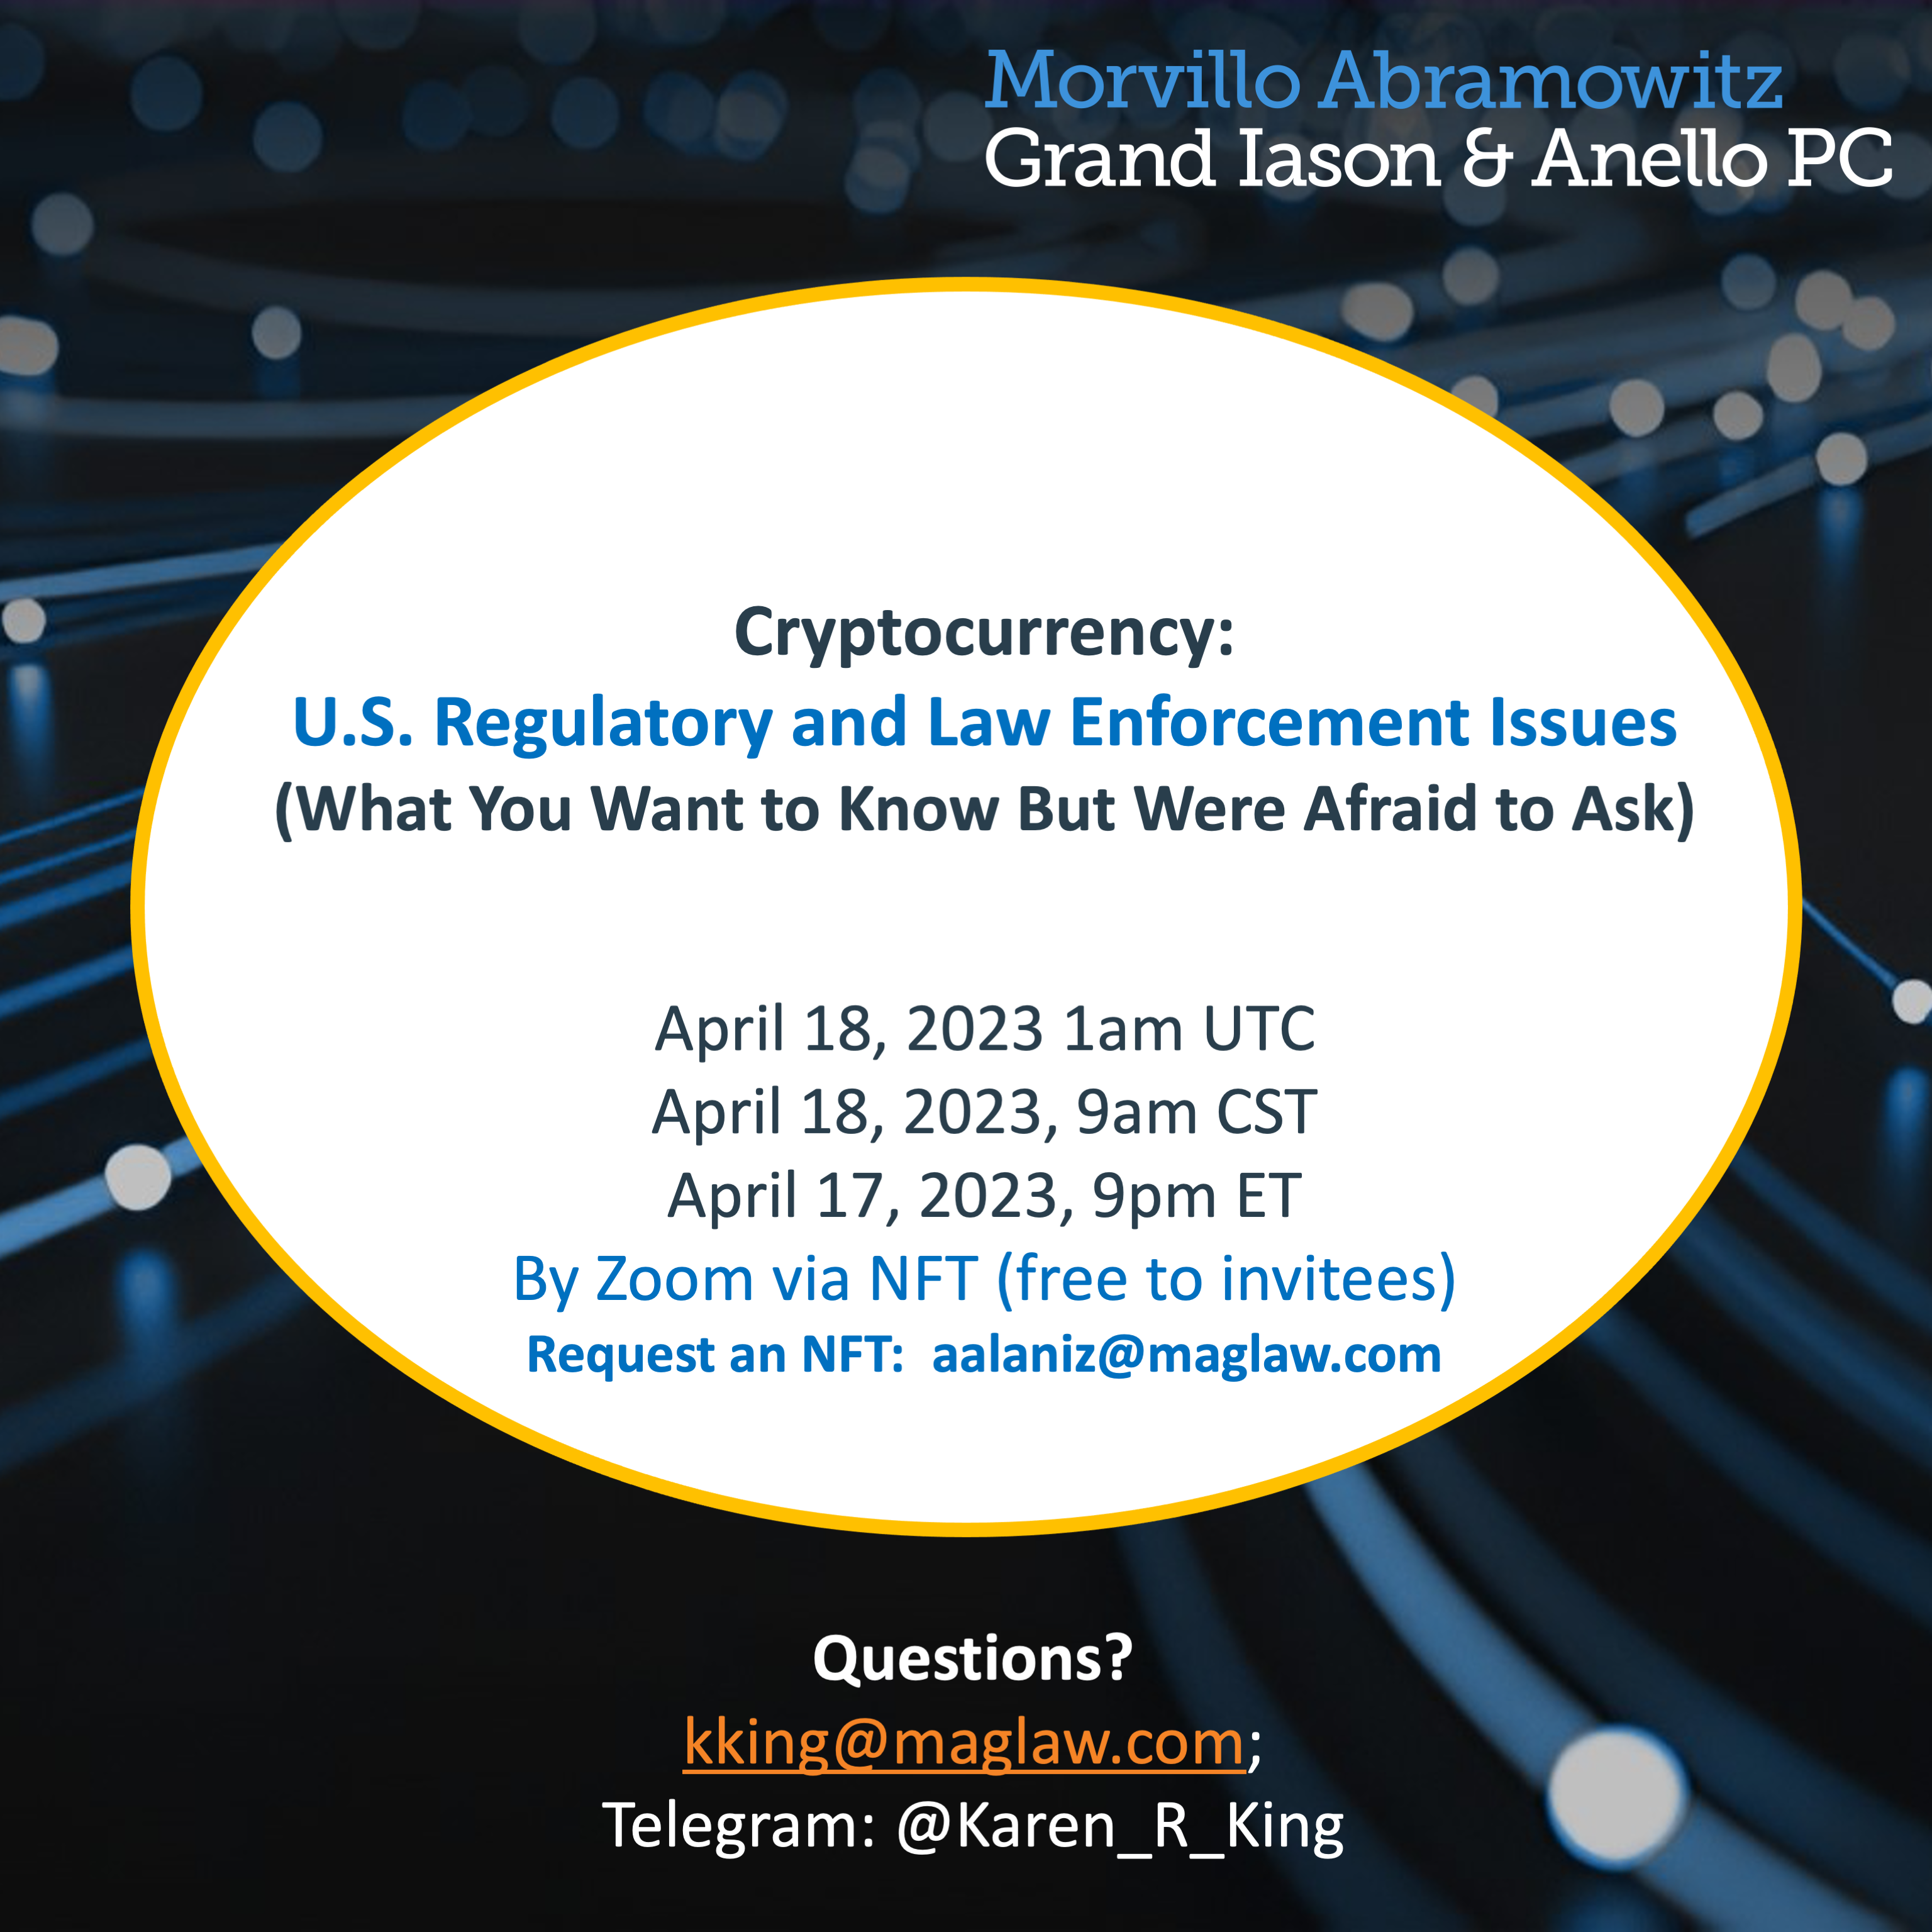 Morvillo Abramowitz
Grand Iason & Anello PC
Cryptocurrency:
U.S. Regulatory and Law Enforcement Issues
(What You Want to Know But Were Afraid to Ask)
April 18, 2023 1am UTC
April 18, 2023, 9am CST
April 17, 2023, 9pm ET
By Zoom via NFT (free to invitees)
Request an NFT:  aalaniz@maglaw.com
Questions?
kking@maglaw.com;
Telegram: @Karen_R_King